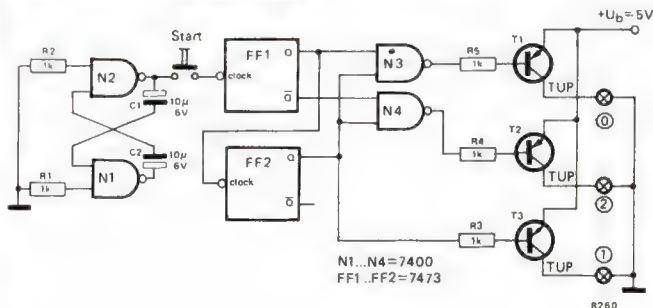 +Ub=5V
Start
R2
1k
N2
C1
10µ
6V
C2
10µ
6V
R1
1k
N1
FF1
Q
clock
Q̅
FF2
Q
clock
Q̅
N3
N4
R5
1k
T1
TUP
0
R4
1k
T2
TUP
2
R3
1k
T3
TUP
1
N1...N4=7400
FF1..FF2=7473
8260